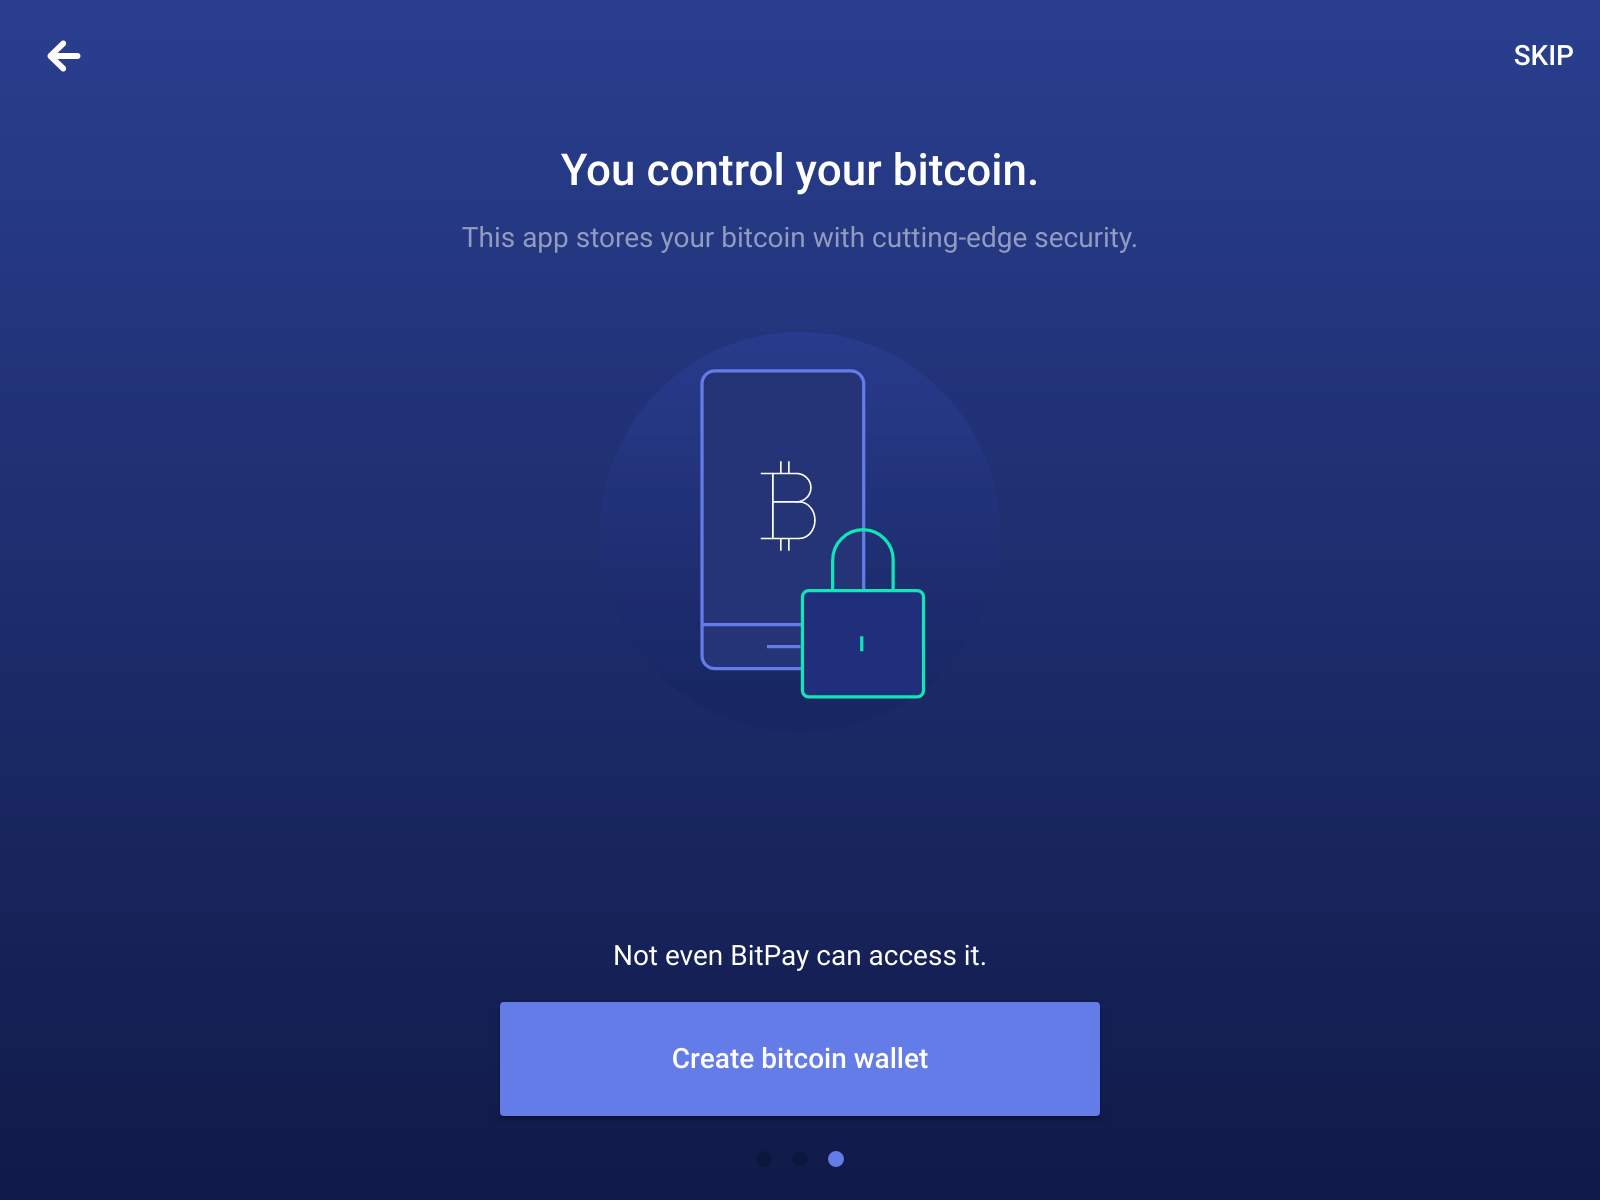 SKIP
You control your bitcoin.
This app stores your bitcoin with cutting-edge security.
Not even BitPay can access it.
Create bitcoin wallet